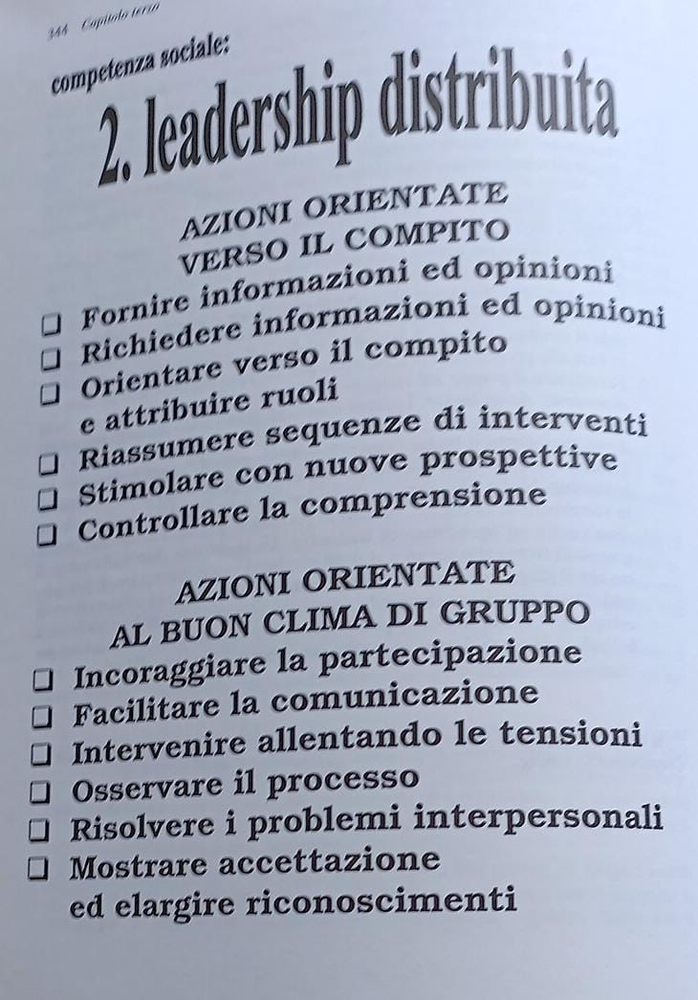 344 Capitolo terzo
competenza sociale:
2. leadership distribuita
AZIONI ORIENTATE
VERSO IL COMPITO
❏ Fornire informazioni ed opinioni
❏ Richiedere informazioni ed opinioni
❏ Orientare verso il compito
e attribuire ruoli
❏ Riassumere sequenze di interventi
❏ Stimolare con nuove prospettive
❏ Controllare la comprensione
AZIONI ORIENTATE
AL BUON CLIMA DI GRUPPO
❏ Incoraggiare la partecipazione
❏ Facilitare la comunicazione
❏ Intervenire allentando le tensioni
❏ Osservare il processo
❏ Risolvere i problemi interpersonali
❏ Mostrare accettazione
ed elargire riconoscimenti